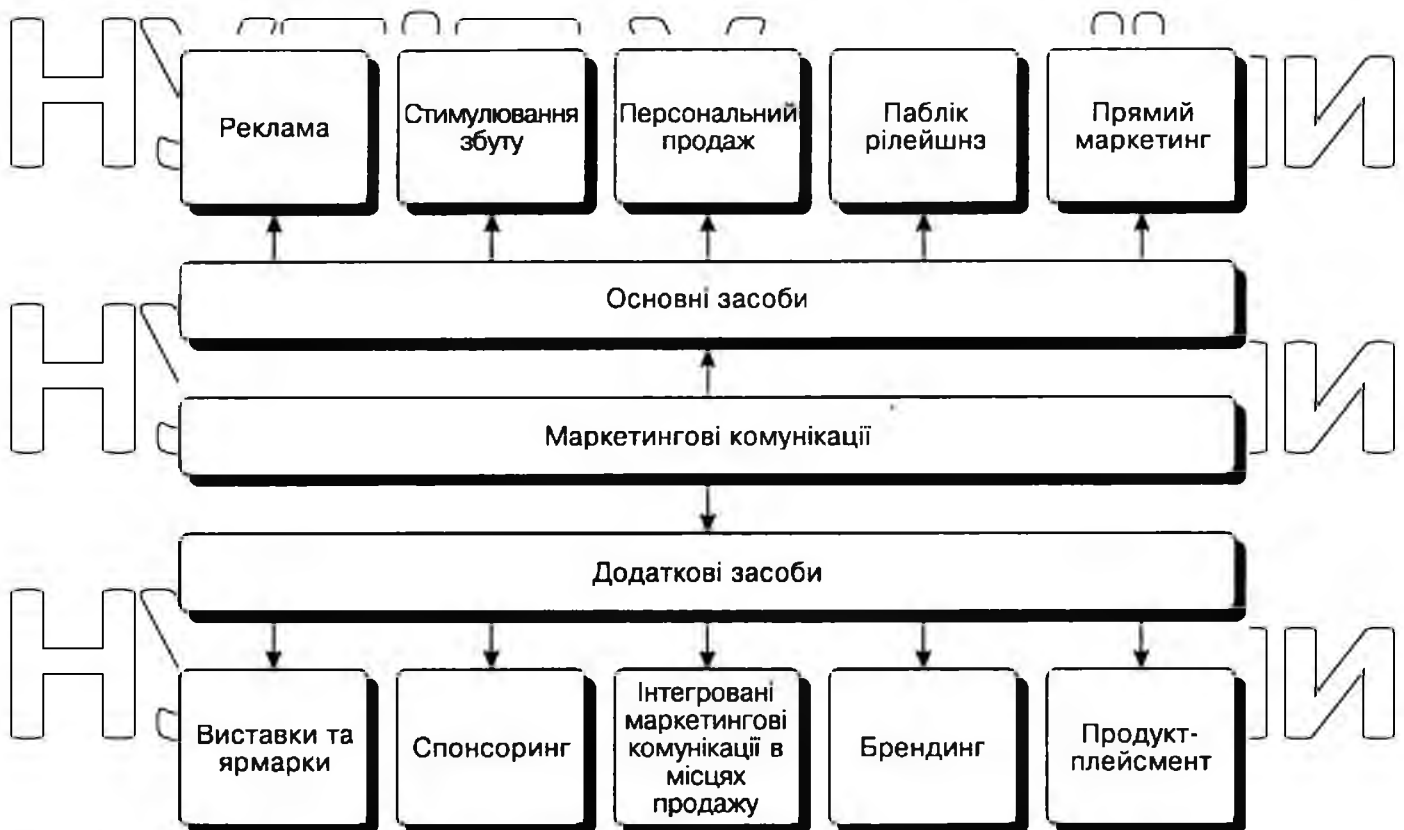 Реклама
Стимулювання
збуту
Персональний
продаж
Паблік
рілейшнз
Прямий
маркетинг
Основні засоби
Маркетингові комунікації
Додаткові засоби
Виставки та
ярмарки
Спонсоринг
Інтегровані
маркетингові
комунікації в
місцях
продажу
Брендинг
Продукт-
плейсмент